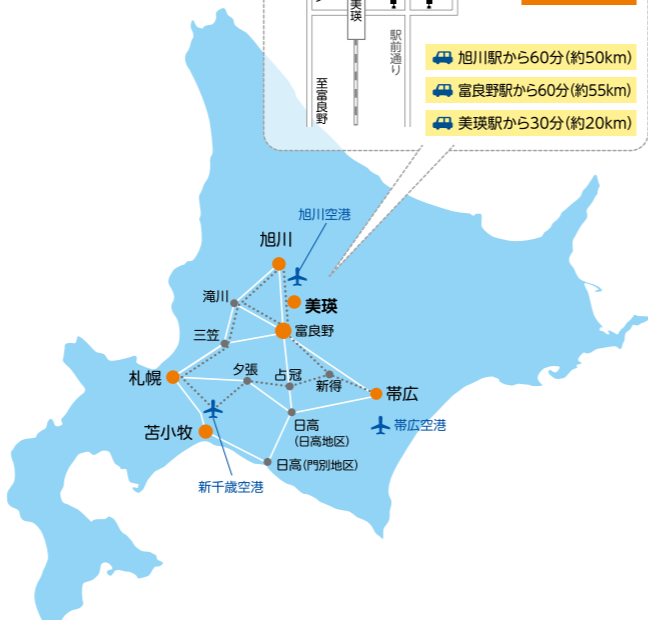 美瑛
駅前通り
至富良野
旭川駅から60分(約50km)
富良野駅から60分(約55km)
美瑛駅から30分(約20km)
旭川空港
旭川
滝川
美瑛
富良野
三笠
札幌
夕張
占冠
新得
帯広
日高
(日高地区)
帯広空港
苫小牧
日高(門別地区)
新千歳空港